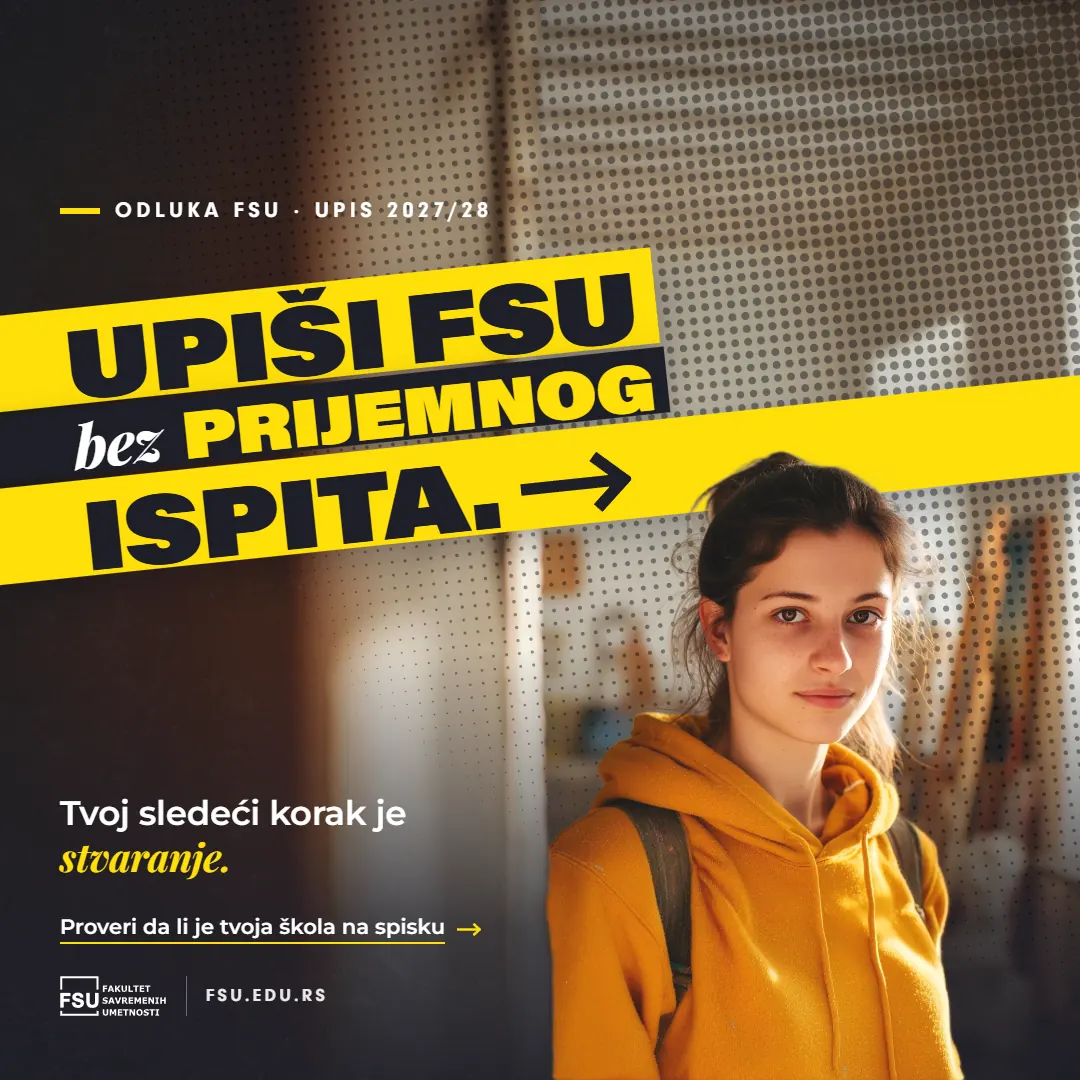 ODLUKA FSU · UPIS 2027/28
UPIŠI FSU
bez PRIJEMNOG
ISPITA. →
Tvoj sledeći korak je
stvaranje.
Proveri da li je tvoja škola na spisku →
FSU FAKULTET
SAVREMENIH
UMETNOSTI
FSU.EDU.RS